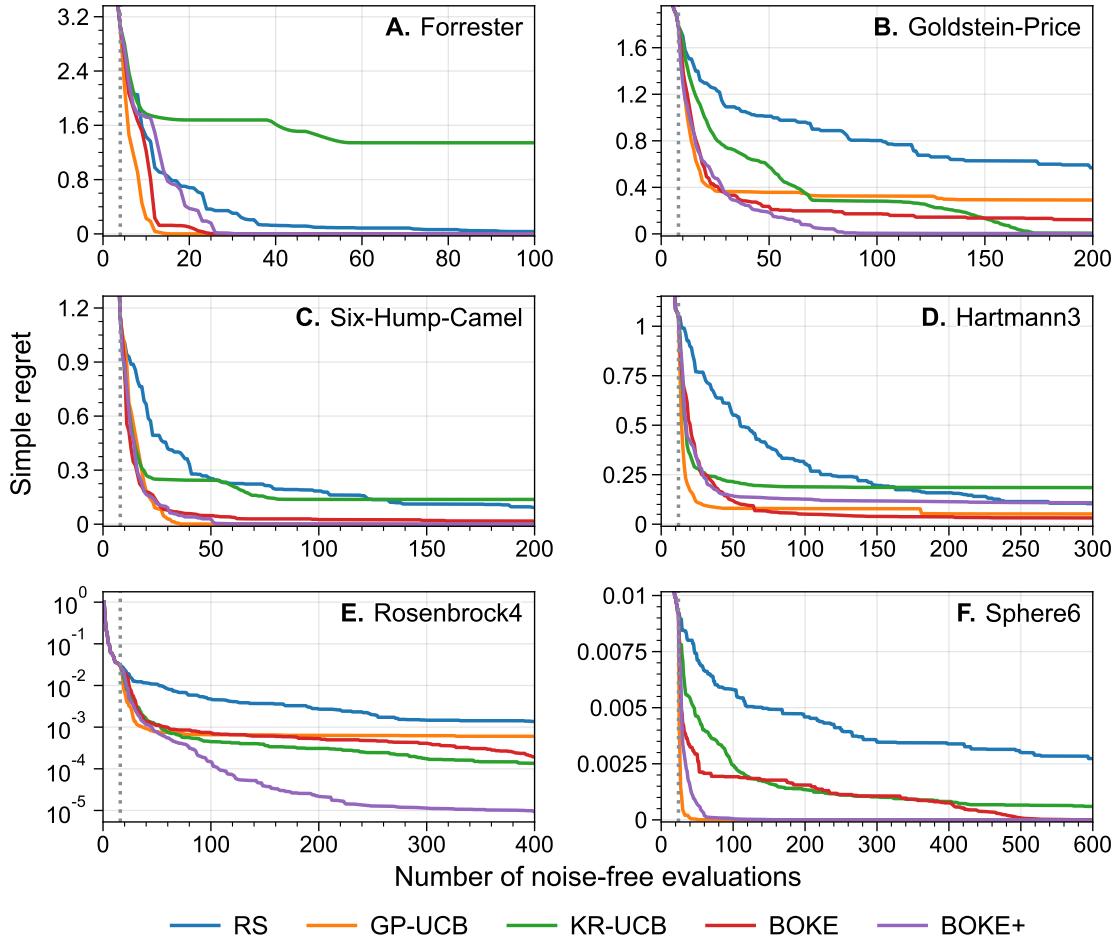 A. Forrester
3.2
2.4
1.6
0.8
0
0 20 40 60 80 100
B. Goldstein-Price
1.6
1.2
0.8
0.4
0
0 50 100 150 200
C. Six-Hump-Camel
1.2
0.9
0.6
0.3
0
0 50 100 150 200
D. Hartmann3
1
0.75
0.5
0.25
0
0 50 100 150 200 250 300
E. Rosenbrock4
10^0
10^-1
10^-2
10^-3
10^-4
10^-5
0 100 200 300 400
F. Sphere6
0.01
0.0075
0.005
0.0025
0
0 100 200 300 400 500 600
Simple regret
Number of noise-free evaluations
RS GP-UCB KR-UCB BOKE BOKE+